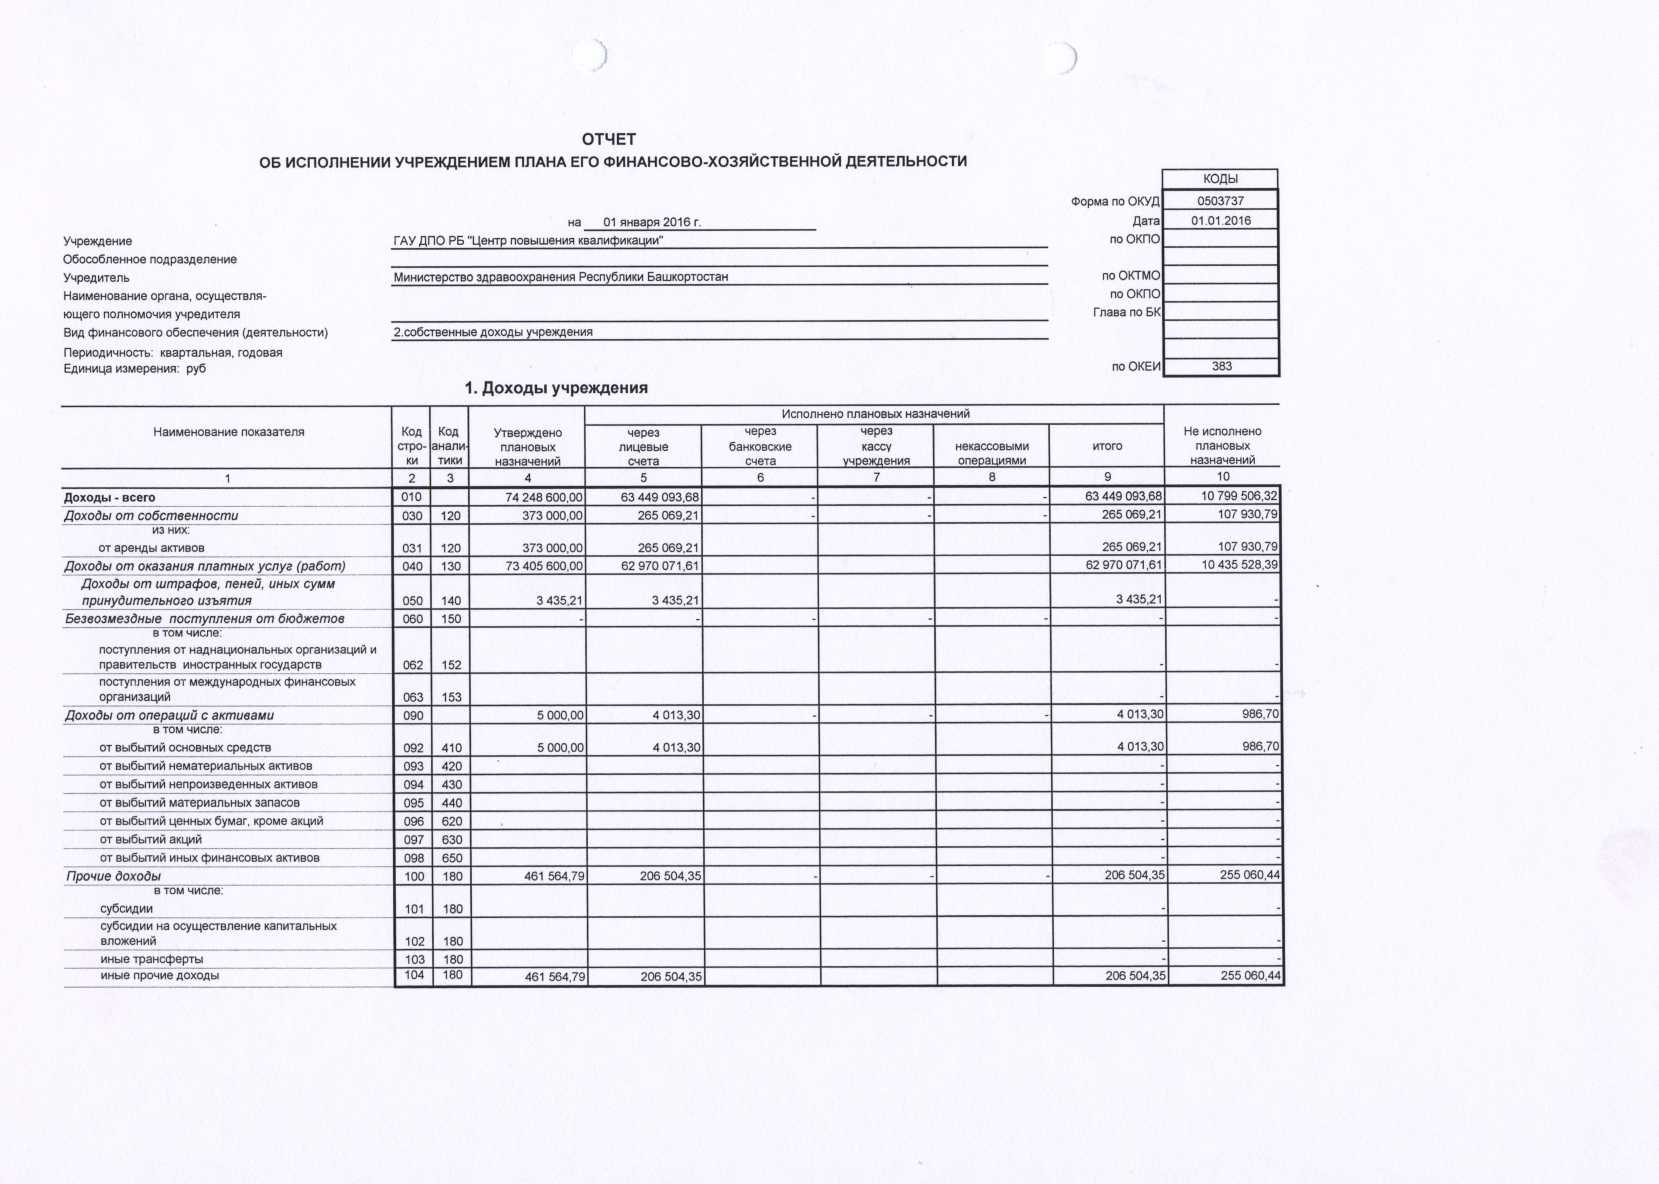 ОТЧЕТ
ОБ ИСПОЛНЕНИИ УЧРЕЖДЕНИЕМ ПЛАНА ЕГО ФИНАНСОВО-ХОЗЯЙСТВЕННОЙ ДЕЯТЕЛЬНОСТИ
КОДЫ
Форма по ОКУД 0503737
на 01 января 2016 г. Дата 01.01.2016
Учреждение ГАУ ДПО РБ "Центр повышения квалификации" по ОКПО
Обособленное подразделение
Учредитель Министерство здравоохранения Республики Башкортостан по ОКТМО
Наименование органа, осуществля- по ОКПО
ющего полномочия учредителя Глава по БК
Вид финансового обеспечения (деятельности) 2.собственные доходы учреждения
Периодичность: квартальная, годовая
Единица измерения: руб по ОКЕИ 383
1. Доходы учреждения
Исполнено плановых назначений
Наименование показателя Код Код Утверждено через через через Не исполнено
стро- анали- плановых лицевые банковские кассу некассовыми итого плановых
ки тики назначений счета счета учреждения операциями назначений
1 2 3 4 5 6 7 8 9 10
Доходы - всего 010 74 248 600,00 63 449 093,68 - - - 63 449 093,68 10 799 506,32
Доходы от собственности 030 120 373 000,00 265 069,21 - - - 265 069,21 107 930,79
из них:
от аренды активов 031 120 373 000,00 265 069,21 265 069,21 107 930,79
Доходы от оказания платных услуг (работ) 040 130 73 405 600,00 62 970 071,61 62 970 071,61 10 435 528,39
Доходы от штрафов, пеней, иных сумм
принудительного изъятия 050 140 3 435,21 3 435,21 3 435,21 -
Безвозмездные поступления от бюджетов 060 150 - - - - - - -
в том числе:
поступления от наднациональных организаций и
правительств иностранных государств 062 152 - -
поступления от международных финансовых
организаций 063 153 - -
Доходы от операций с активами 090 5 000,00 4 013,30 - - - 4 013,30 986,70
в том числе:
от выбытий основных средств 092 410 5 000,00 4 013,30 4 013,30 986,70
от выбытий нематериальных активов 093 420 - -
от выбытий непроизведенных активов 094 430 - -
от выбытий материальных запасов 095 440 - -
от выбытий ценных бумаг, кроме акций 096 620 - -
от выбытий акций 097 630 - -
от выбытий иных финансовых активов 098 650 - -
Прочие доходы 100 180 461 564,79 206 504,35 - - - 206 504,35 255 060,44
в том числе:
субсидии 101 180 - -
субсидии на осуществление капитальных
вложений 102 180 - -
иные трансферты 103 180 - -
иные прочие доходы 104 180 461 564,79 206 504,35 206 504,35 255 060,44